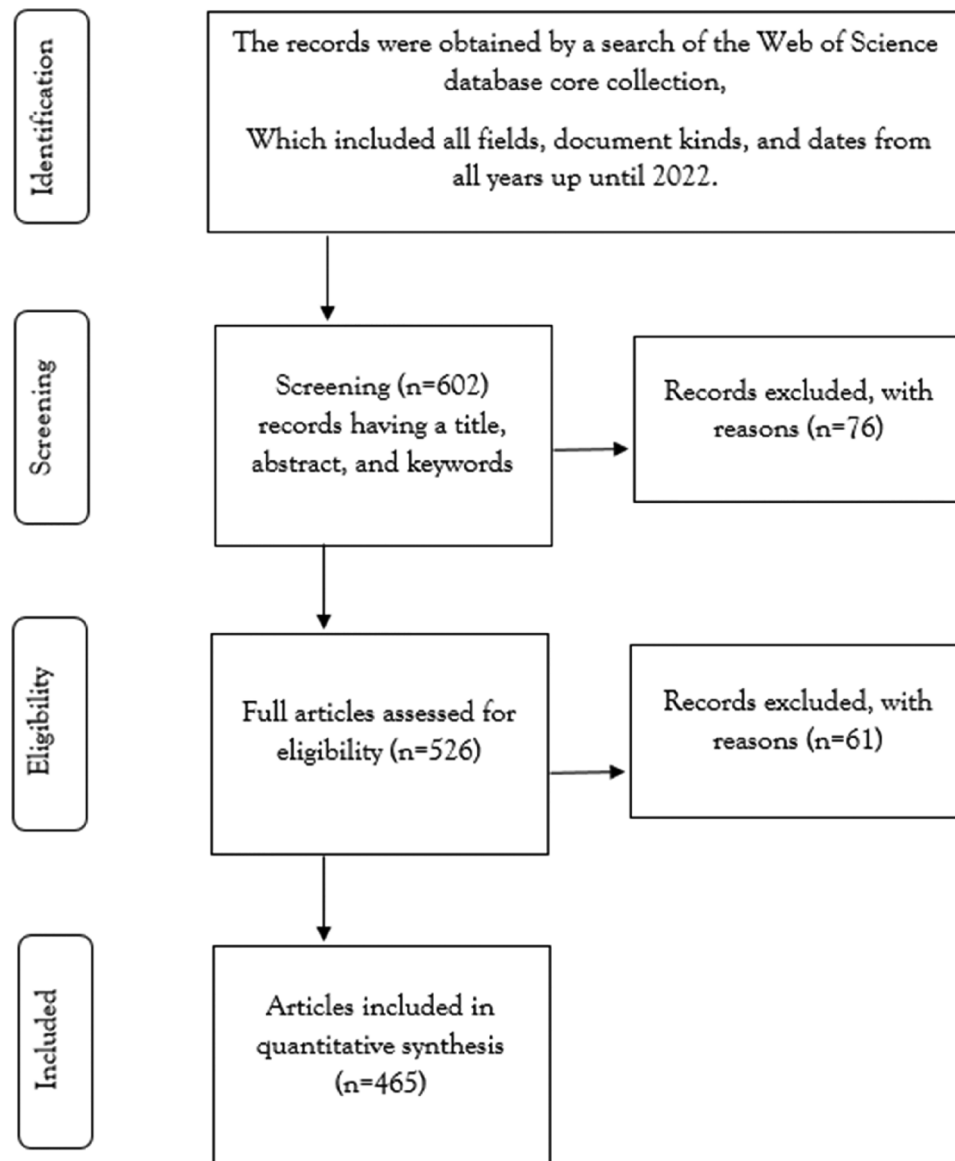 Identification
The records were obtained by a search of the Web of Science
database core collection,
Which included all fields, document kinds, and dates from
all years up until 2022.
Screening
Screening (n=602)
records having a title,
abstract, and keywords
Records excluded, with
reasons (n=76)
Eligibility
Full articles assessed for
eligibility (n=526)
Records excluded, with
reasons (n=61)
Included
Articles included in
quantitative synthesis
(n=465)